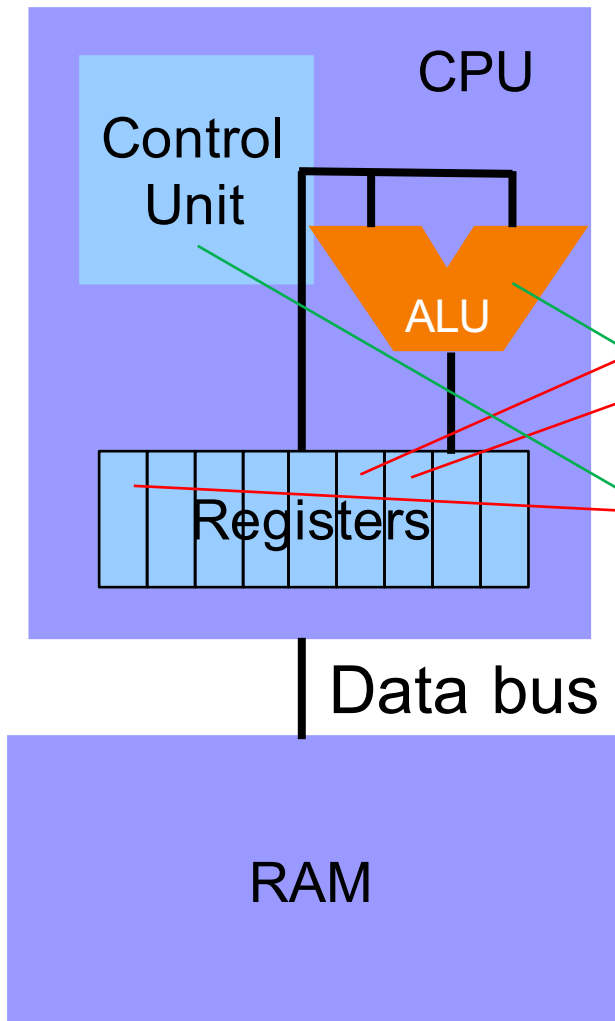 CPU
Control
Unit
ALU
Registers
Data bus
RAM